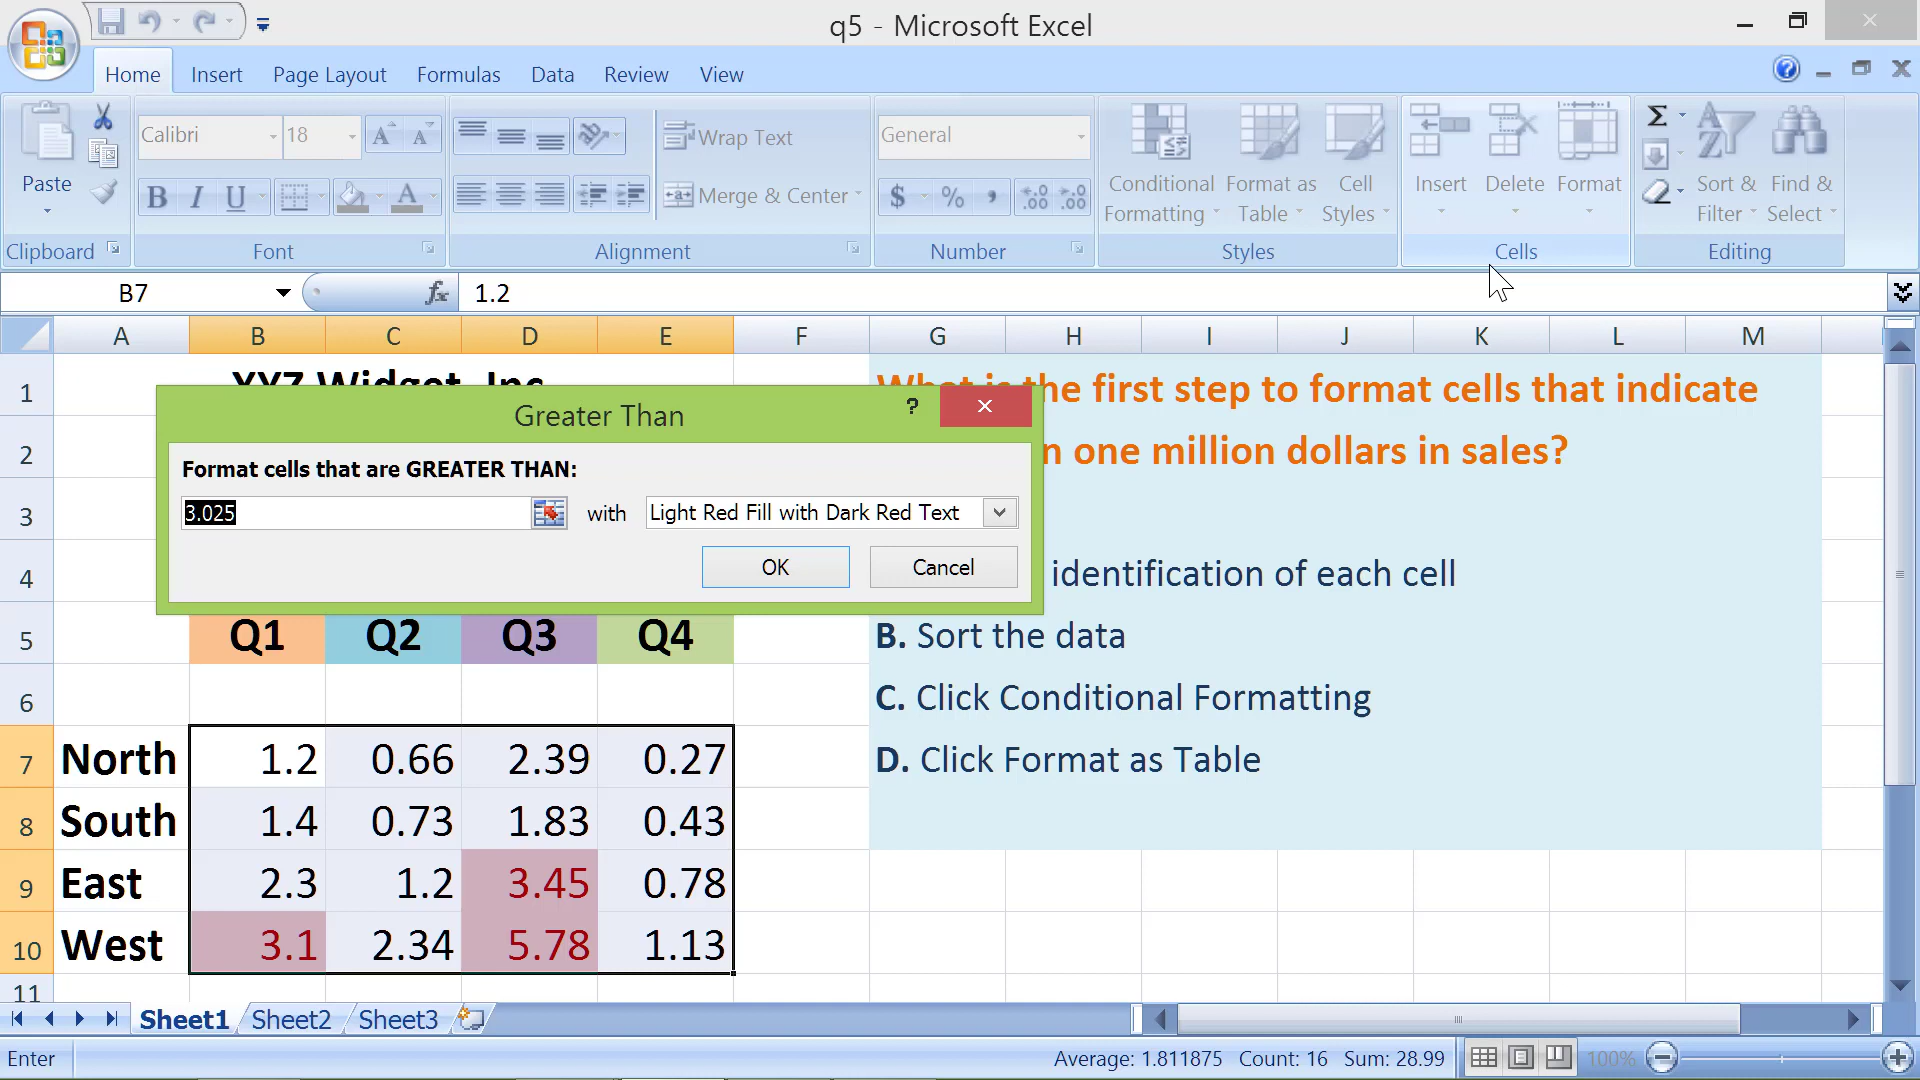 q5 - Microsoft Excel
Home Insert Page Layout Formulas Data Review View
Calibri 18 Wrap Text General
Paste Conditional Formatting Format as Table Cell Styles Insert Delete Format Sort & Filter Find & Select
B I U Merge & Center $ % ,
Clipboard Font Alignment Number Styles Cells Editing
B7 fx 1.2
A B C D E F G H I J K L M
1 he first step to format cells that indicate
Greater Than ?
2 n one million dollars in sales?
Format cells that are GREATER THAN:
3 3.025 with Light Red Fill with Dark Red Text
OK Cancel
4 identification of each cell
5 Q1 Q2 Q3 Q4 B. Sort the data
6 C. Click Conditional Formatting
7 North 1.2 0.66 2.39 0.27 D. Click Format as Table
8 South 1.4 0.73 1.83 0.43
9 East 2.3 1.2 3.45 0.78
10 West 3.1 2.34 5.78 1.13
11
Sheet1 Sheet2 Sheet3
Enter Average: 1.811875 Count: 16 Sum: 28.99 100%